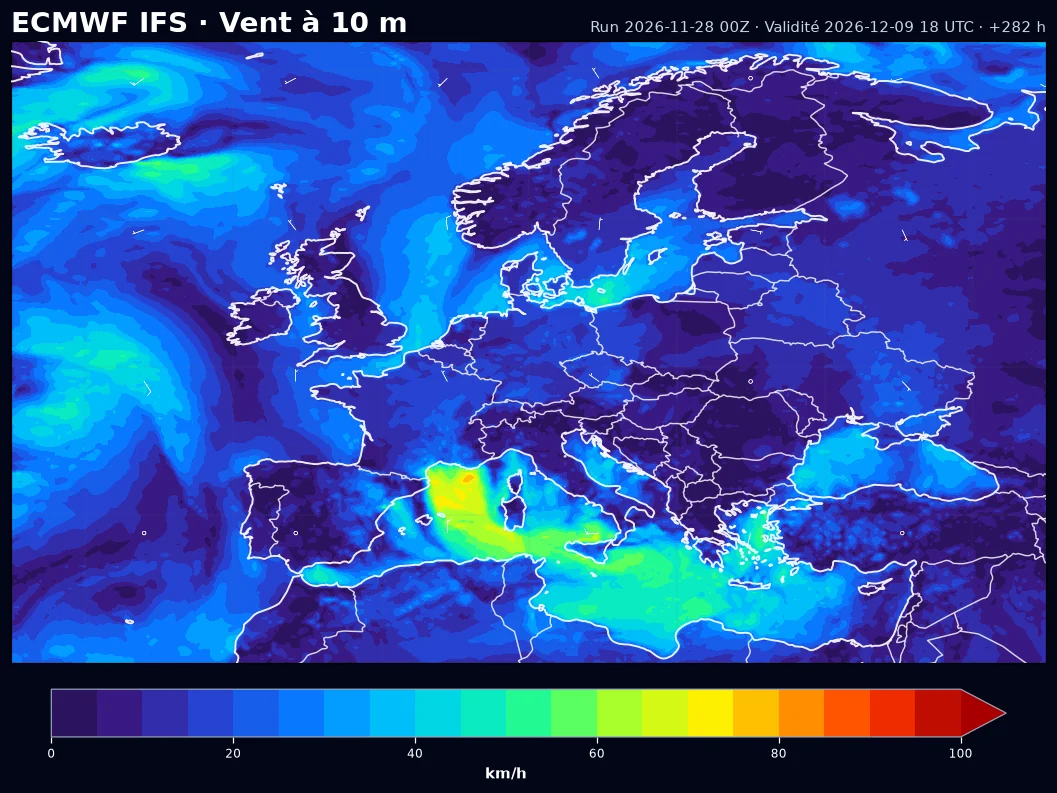 ECMWF IFS · Vent à 10 m
Run 2026-11-28 00Z · Validité 2026-12-09 18 UTC · +282 h
0 20 40 60 80 100
km/h